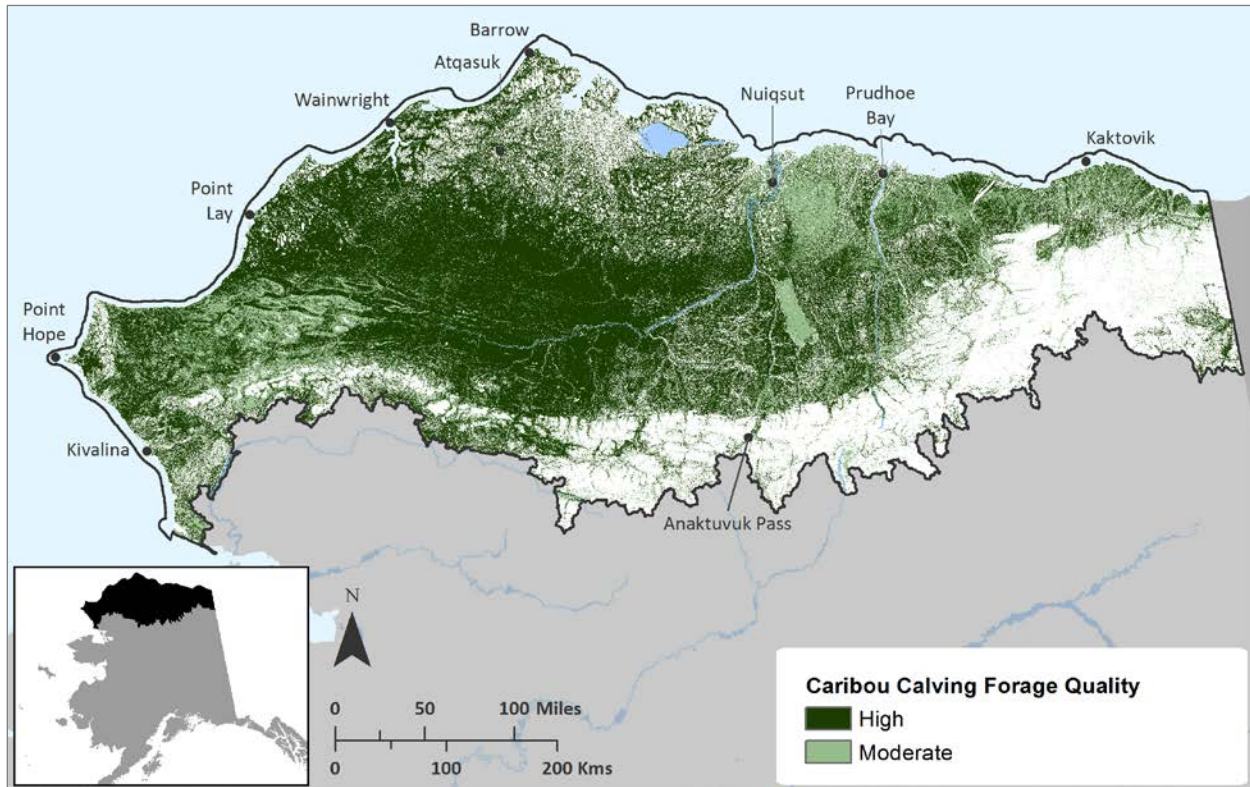 Barrow
Atqasuk
Wainwright
Nuiqsut
Prudhoe
Bay
Kaktovik
Point
Lay
Point
Hope
Kivalina
Anaktuvuk Pass
N
0 50 100 Miles
0 100 200 Kms
Caribou Calving Forage Quality
High
Moderate